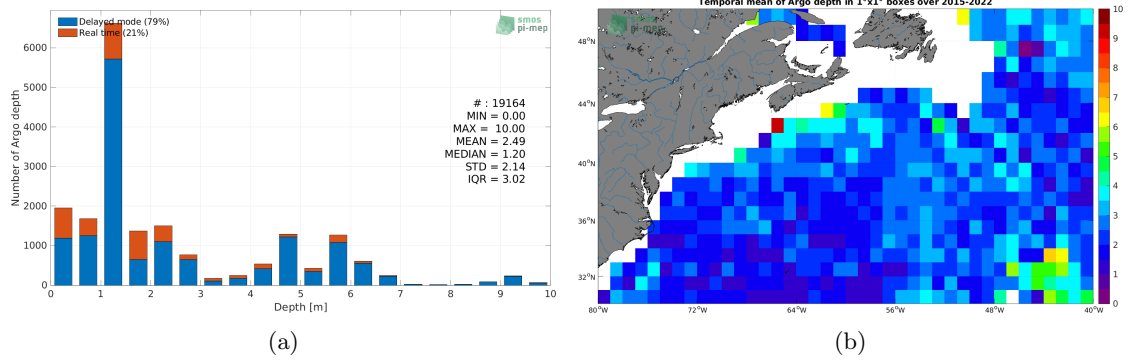 Delayed mode (79%)
Real time (21%)
smos
pi-mep
# : 19164
MIN = 0.00
MAX = 10.00
MEAN = 2.49
MEDIAN = 1.20
STD = 2.14
IQR = 3.02
Number of Argo depth
6000
5000
4000
3000
2000
1000
0
0 1 2 3 4 5 6 7 8 9 10
Depth [m]
(a)
Temporal mean of Argo depth in 1°x1° boxes over 2015-2022
smos
pi-mep
48°N
44°N
40°N
36°N
32°N
80°W 72°W 64°W 56°W 48°W 40°W
10
9
8
7
6
5
4
3
2
1
0
(b)